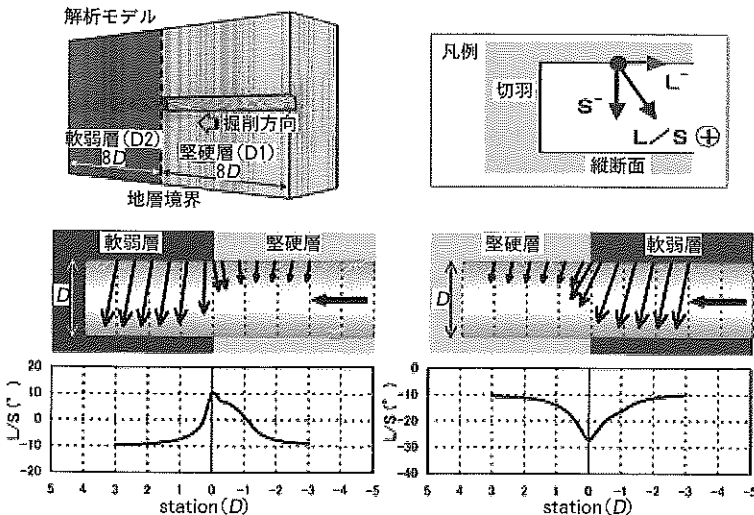 解析モデル
掘削方向
軟弱層(D2)
8D
堅硬層(D1)
8D
地層境界
凡例
切羽
L⁻
S⁻
L/S ⊕
縦断面
軟弱層
堅硬層
D
堅硬層
軟弱層
D
L/S(°)
20
10
0
-10
-20
5 4 3 2 1 0 -1 -2 -3 -4 -5
station(D)
L/S(°)
0
-10
-20
-30
-40
5 4 3 2 1 0 -1 -2 -3 -4 -5
station(D)